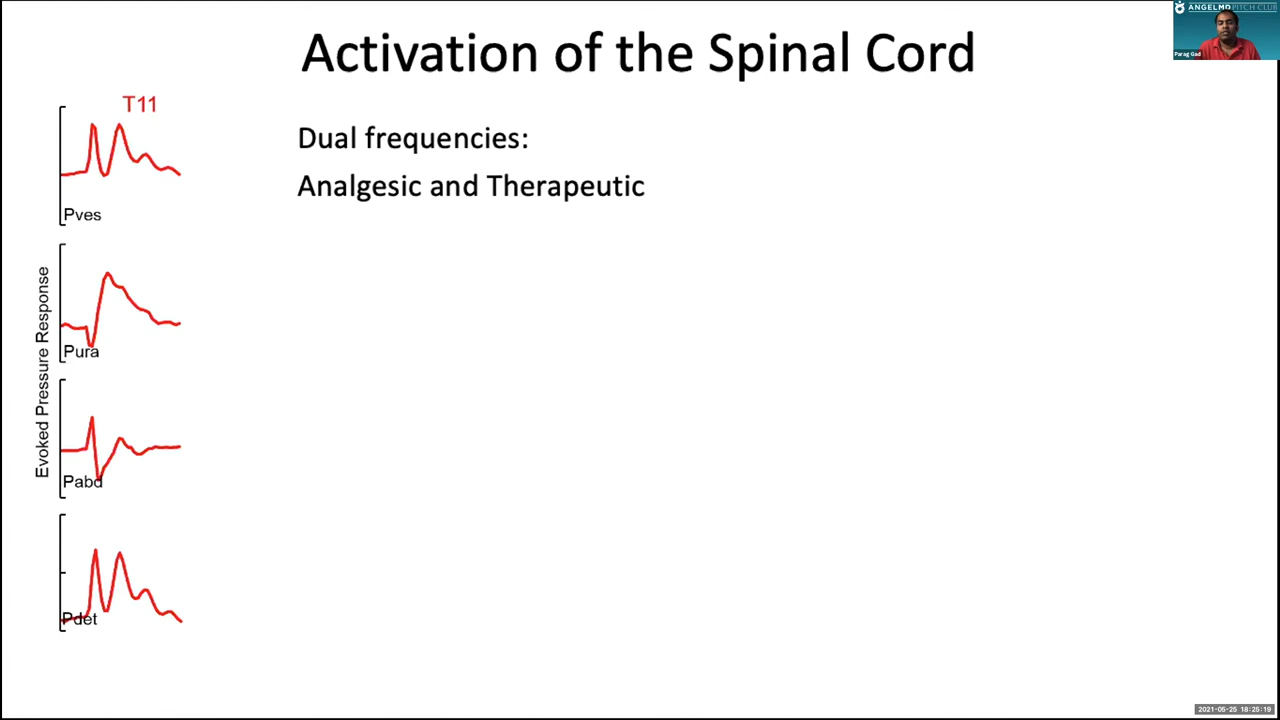 ANGELMD PITCH CLUB
Parag Gad
Activation of the Spinal Cord
T11
Dual frequencies:
Analgesic and Therapeutic
Pves
Evoked Pressure Response
Pura
Pabd
Pdet
2021-05-25 18:25:19